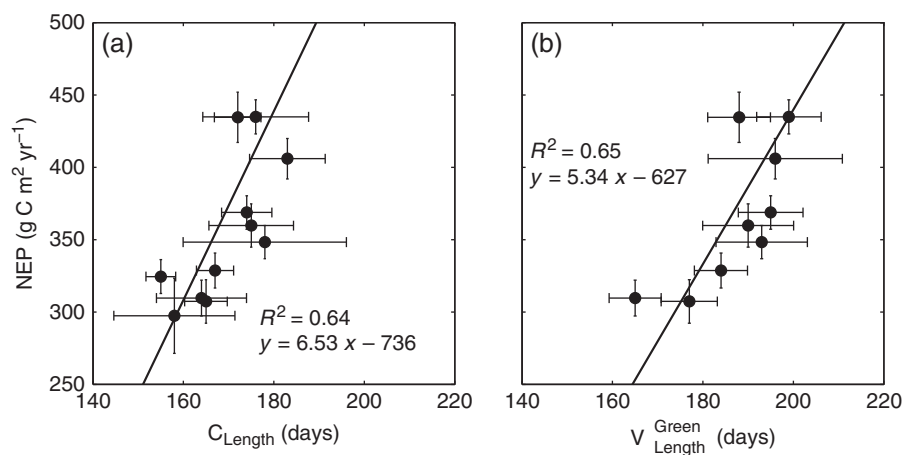 (a)
NEP (g C m² yr⁻¹)
500
450
400
350
300
250
R² = 0.64
y = 6.53 x – 736
140 160 180 200 220
C_Length (days)
(b)
R² = 0.65
y = 5.34 x – 627
140 160 180 200 220
V Green Length (days)